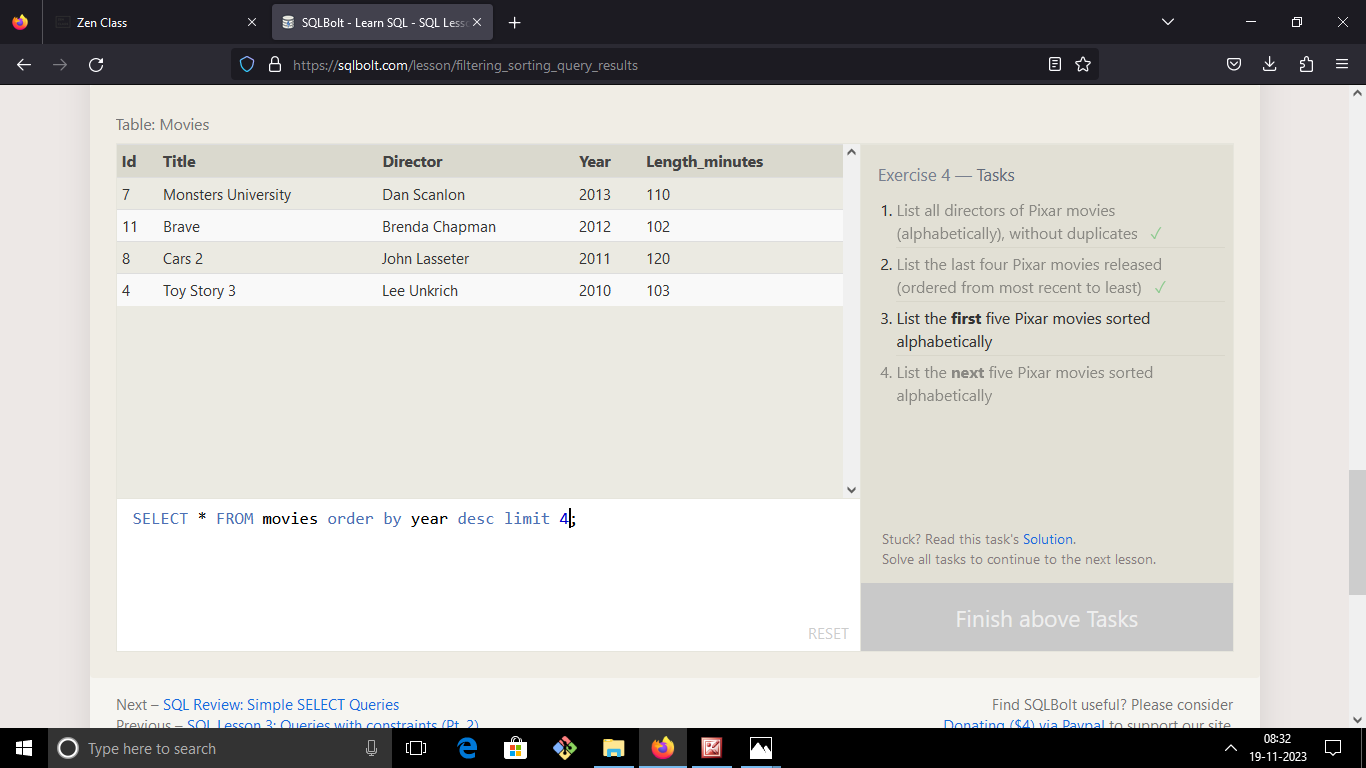 Zen Class
SQLBolt - Learn SQL - SQL Less
https://sqlbolt.com/lesson/filtering_sorting_query_results
Table: Movies
Id Title Director Year Length_minutes
7 Monsters University Dan Scanlon 2013 110
11 Brave Brenda Chapman 2012 102
8 Cars 2 John Lasseter 2011 120
4 Toy Story 3 Lee Unkrich 2010 103
SELECT * FROM movies order by year desc limit 4;
RESET
Exercise 4 — Tasks
1. List all directors of Pixar movies
(alphabetically), without duplicates ✓
2. List the last four Pixar movies released
(ordered from most recent to least) ✓
3. List the first five Pixar movies sorted
alphabetically
4. List the next five Pixar movies sorted
alphabetically
Stuck? Read this task's Solution.
Solve all tasks to continue to the next lesson.
Finish above Tasks
Next – SQL Review: Simple SELECT Queries
Previous – SQL Lesson 3: Queries with constraints (Pt. 2)
Find SQLBolt useful? Please consider
Donating ($4) via Paypal to support our site.
Type here to search
08:32
19-11-2023